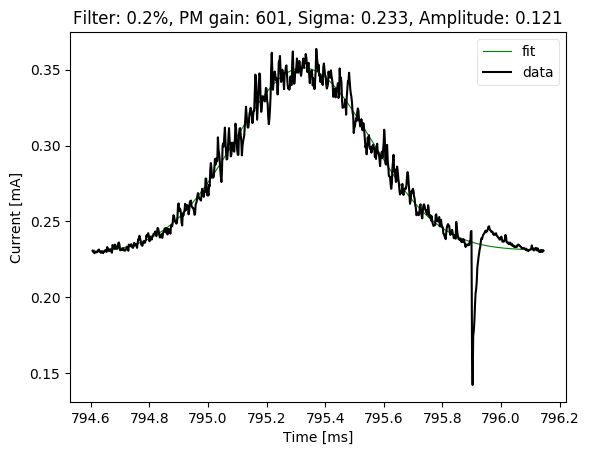 Filter: 0.2%, PM gain: 601, Sigma: 0.233, Amplitude: 0.121
fit
data
Current [mA]
0.35
0.30
0.25
0.20
0.15
794.6 794.8 795.0 795.2 795.4 795.6 795.8 796.0 796.2
Time [ms]